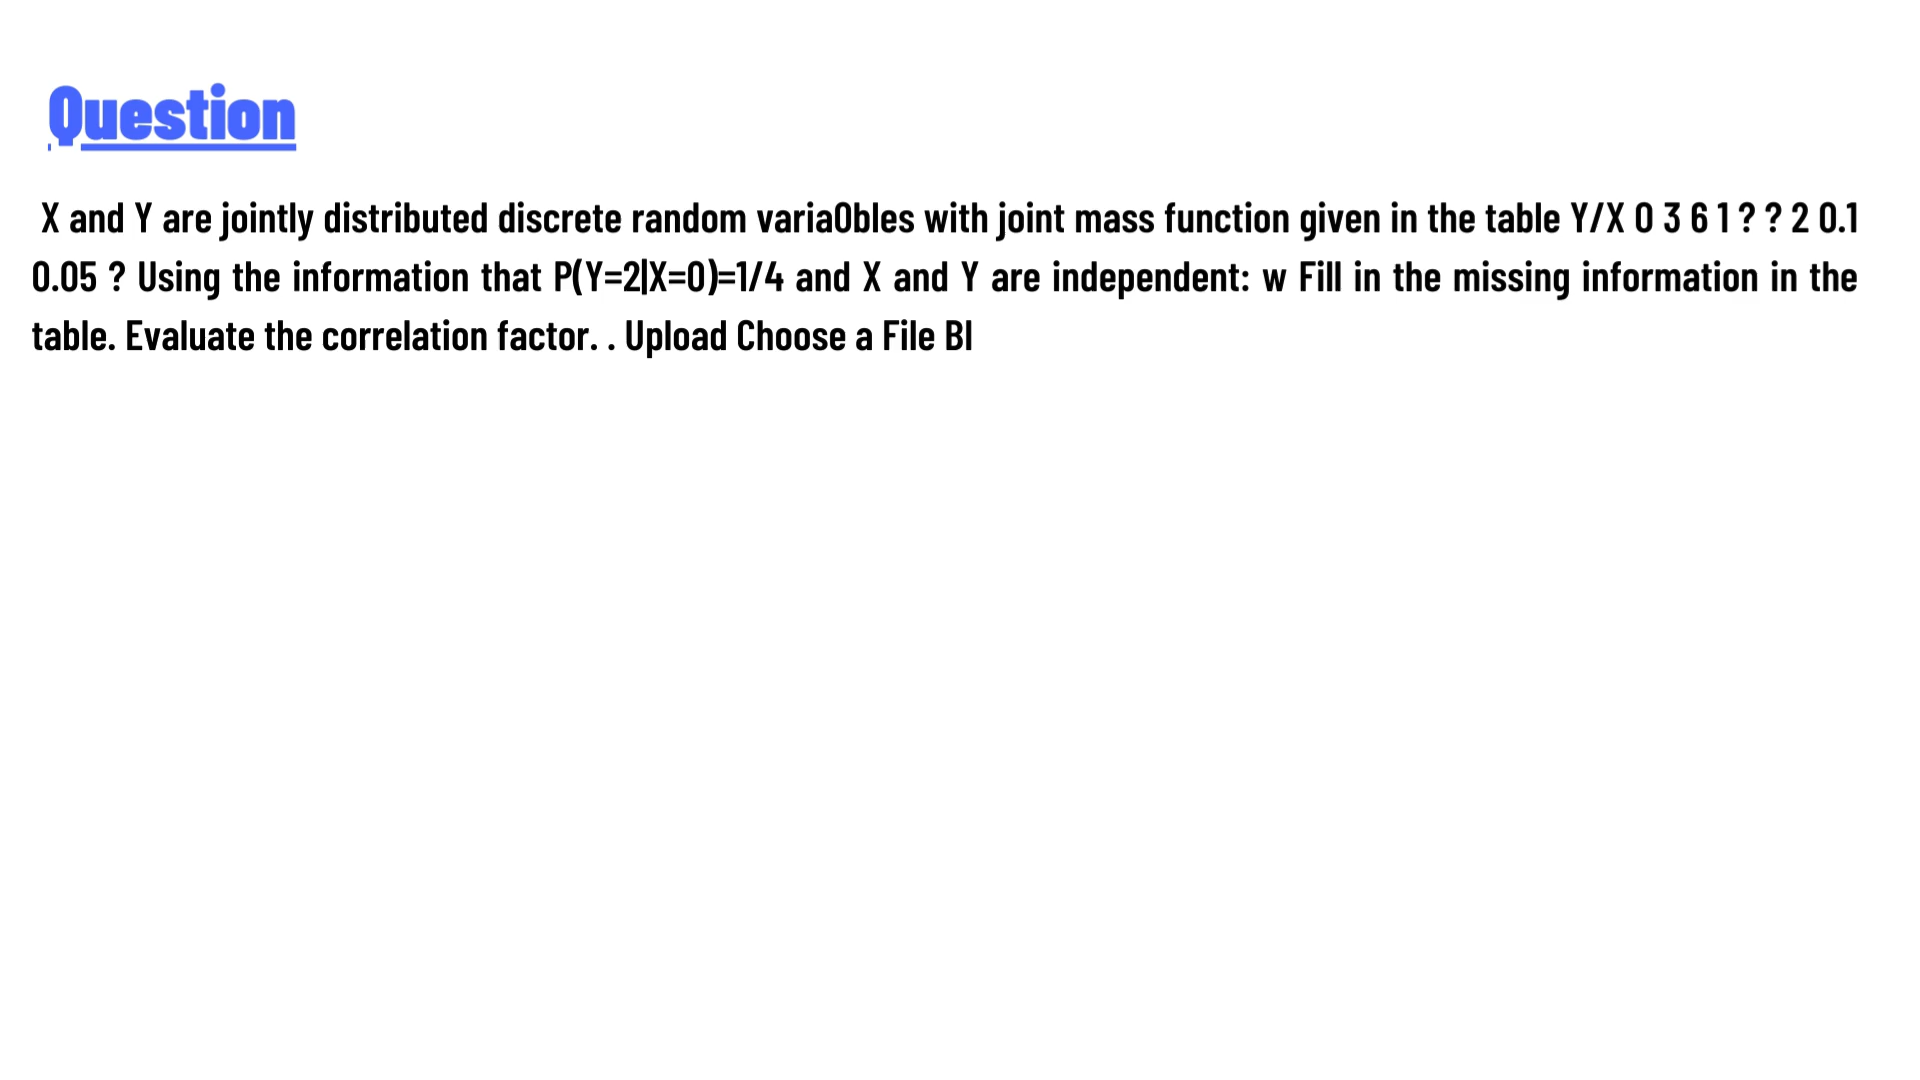 Question
X and Y are jointly distributed discrete random varia0bles with joint mass function given in the table Y/X 0 3 6 1 ? ? 2 0.1
0.05 ? Using the information that P(Y=2|X=0)=1/4 and X and Y are independent: w Fill in the missing information in the
table. Evaluate the correlation factor. . Upload Choose a File BI